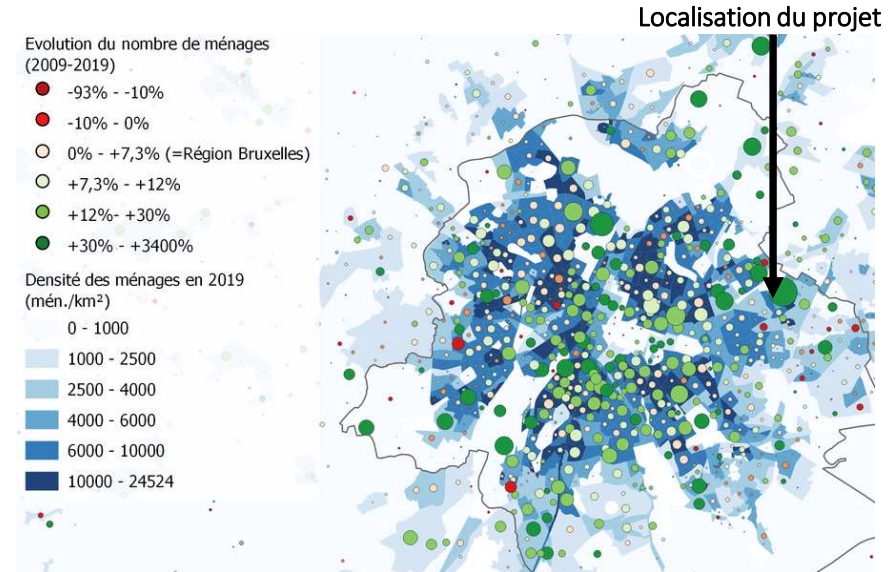 Localisation du projet
Evolution du nombre de ménages
(2009-2019)
-93% - -10%
-10% - 0%
0% - +7,3% (=Région Bruxelles)
+7,3% - +12%
+12%- +30%
+30% - +3400%
Densité des ménages en 2019
(mén./km²)
0 - 1000
1000 - 2500
2500 - 4000
4000 - 6000
6000 - 10000
10000 - 24524